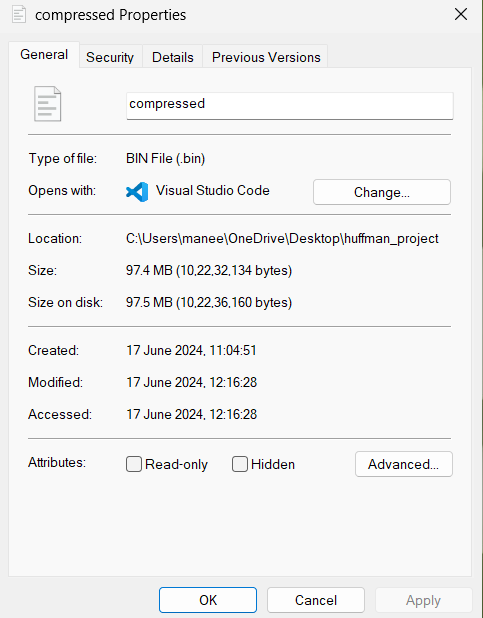 compressed Properties
General Security Details Previous Versions
compressed
Type of file: BIN File (.bin)
Opens with: Visual Studio Code Change...
Location: C:\Users\manee\OneDrive\Desktop\huffman_project
Size: 97.4 MB (10,22,32,134 bytes)
Size on disk: 97.5 MB (10,22,36,160 bytes)
Created: 17 June 2024, 11:04:51
Modified: 17 June 2024, 12:16:28
Accessed: 17 June 2024, 12:16:28
Attributes: Read-only Hidden Advanced...
OK Cancel Apply